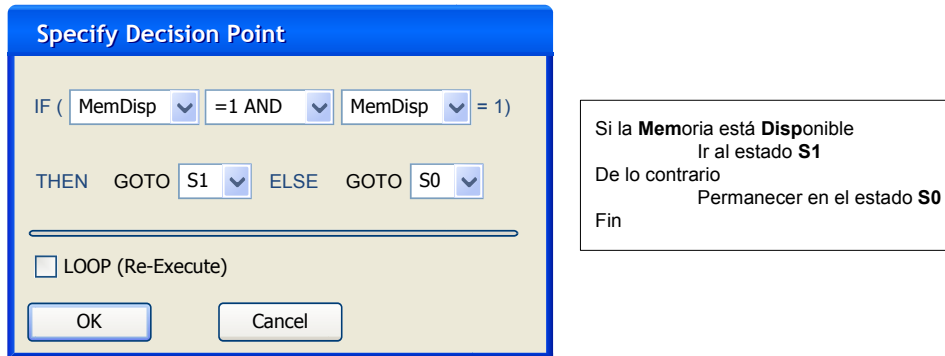 Specify Decision Point
IF ( MemDisp =1 AND MemDisp = 1)
THEN GOTO S1 ELSE GOTO S0
LOOP (Re-Execute)
OK Cancel
Si la Memoria está Disponible
Ir al estado S1
De lo contrario
Permanecer en el estado S0
Fin